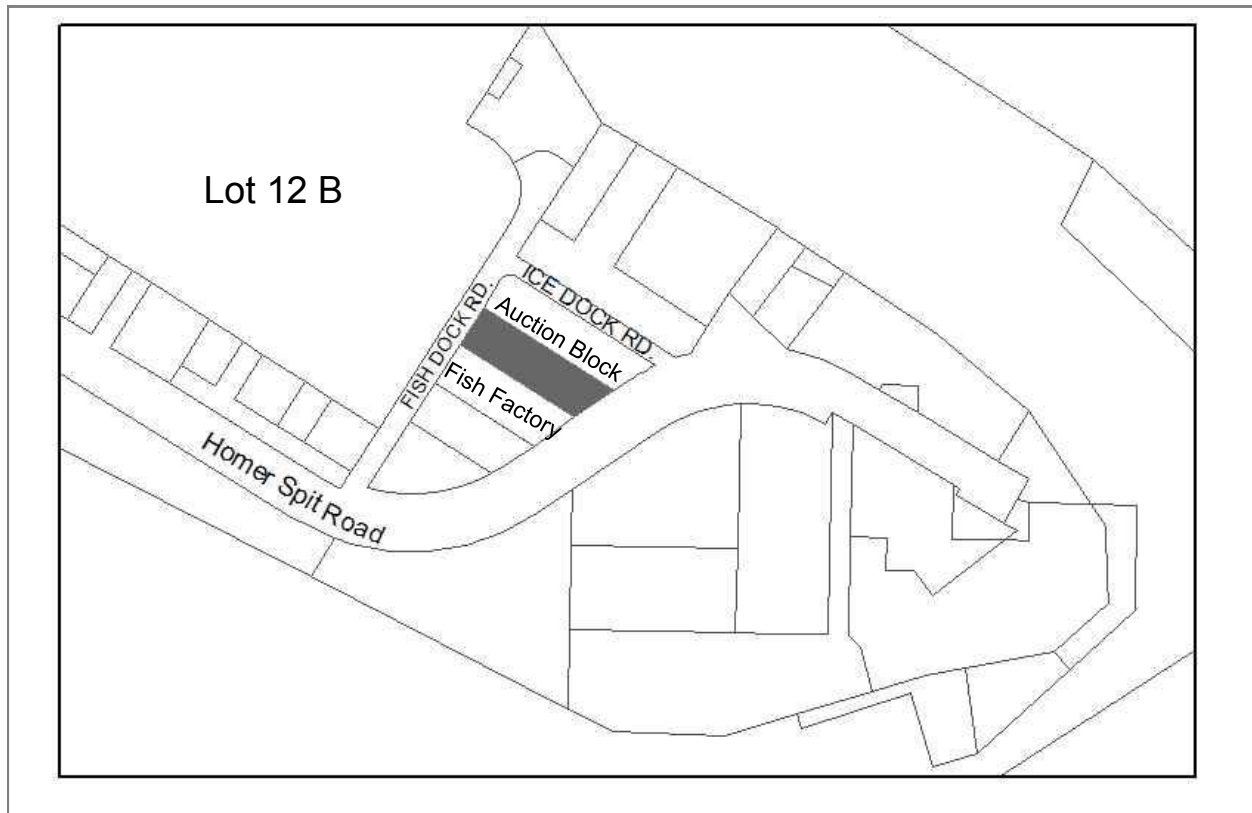 Lot 12 B
ICE DOCK RD.
Auction Block
FISH DOCK RD.
Fish Factory
Homer Spit Road